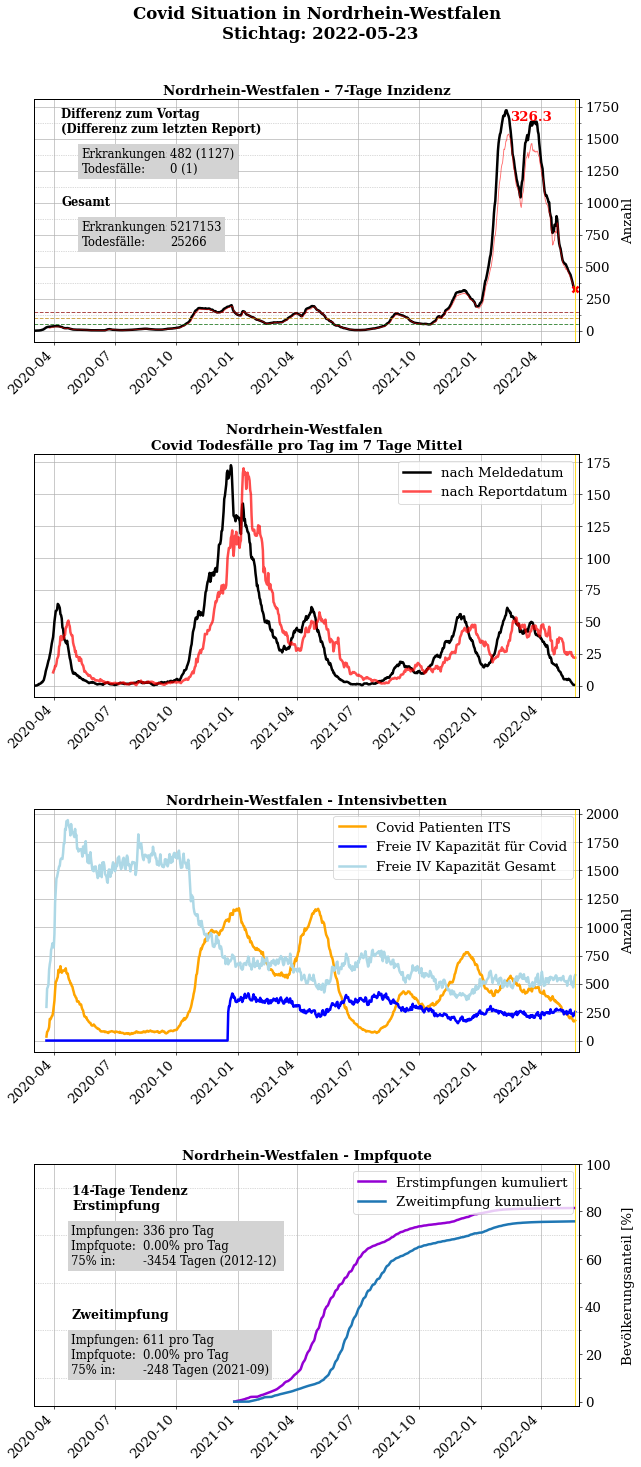 Covid Situation in Nordrhein-Westfalen
Stichtag: 2022-05-23
Nordrhein-Westfalen - 7-Tage Inzidenz
Differenz zum Vortag
(Differenz zum letzten Report)
Erkrankungen 482 (1127)
Todesfälle: 0 (1)
Gesamt
Erkrankungen 5217153
Todesfälle: 25266
326.3
1750
1500
1250
1000
750
500
250
0
Anzahl
2020-04 2020-07 2020-10 2021-01 2021-04 2021-07 2021-10 2022-01 2022-04
Nordrhein-Westfalen
Covid Todesfälle pro Tag im 7 Tage Mittel
nach Meldedatum
nach Reportdatum
175
150
125
100
75
50
25
0
2020-04 2020-07 2020-10 2021-01 2021-04 2021-07 2021-10 2022-01 2022-04
Nordrhein-Westfalen - Intensivbetten
Covid Patienten ITS
Freie IV Kapazität für Covid
Freie IV Kapazität Gesamt
2000
1750
1500
1250
1000
750
500
250
0
Anzahl
2020-04 2020-07 2020-10 2021-01 2021-04 2021-07 2021-10 2022-01 2022-04
Nordrhein-Westfalen - Impfquote
14-Tage Tendenz
Erstimpfung
Impfungen: 336 pro Tag
Impfquote: 0.00% pro Tag
75% in: -3454 Tagen (2012-12)
Zweitimpfung
Impfungen: 611 pro Tag
Impfquote: 0.00% pro Tag
75% in: -248 Tagen (2021-09)
Erstimpfungen kumuliert
Zweitimpfung kumuliert
100
80
60
40
20
0
Bevölkerungsanteil [%]
2020-04 2020-07 2020-10 2021-01 2021-04 2021-07 2021-10 2022-01 2022-04